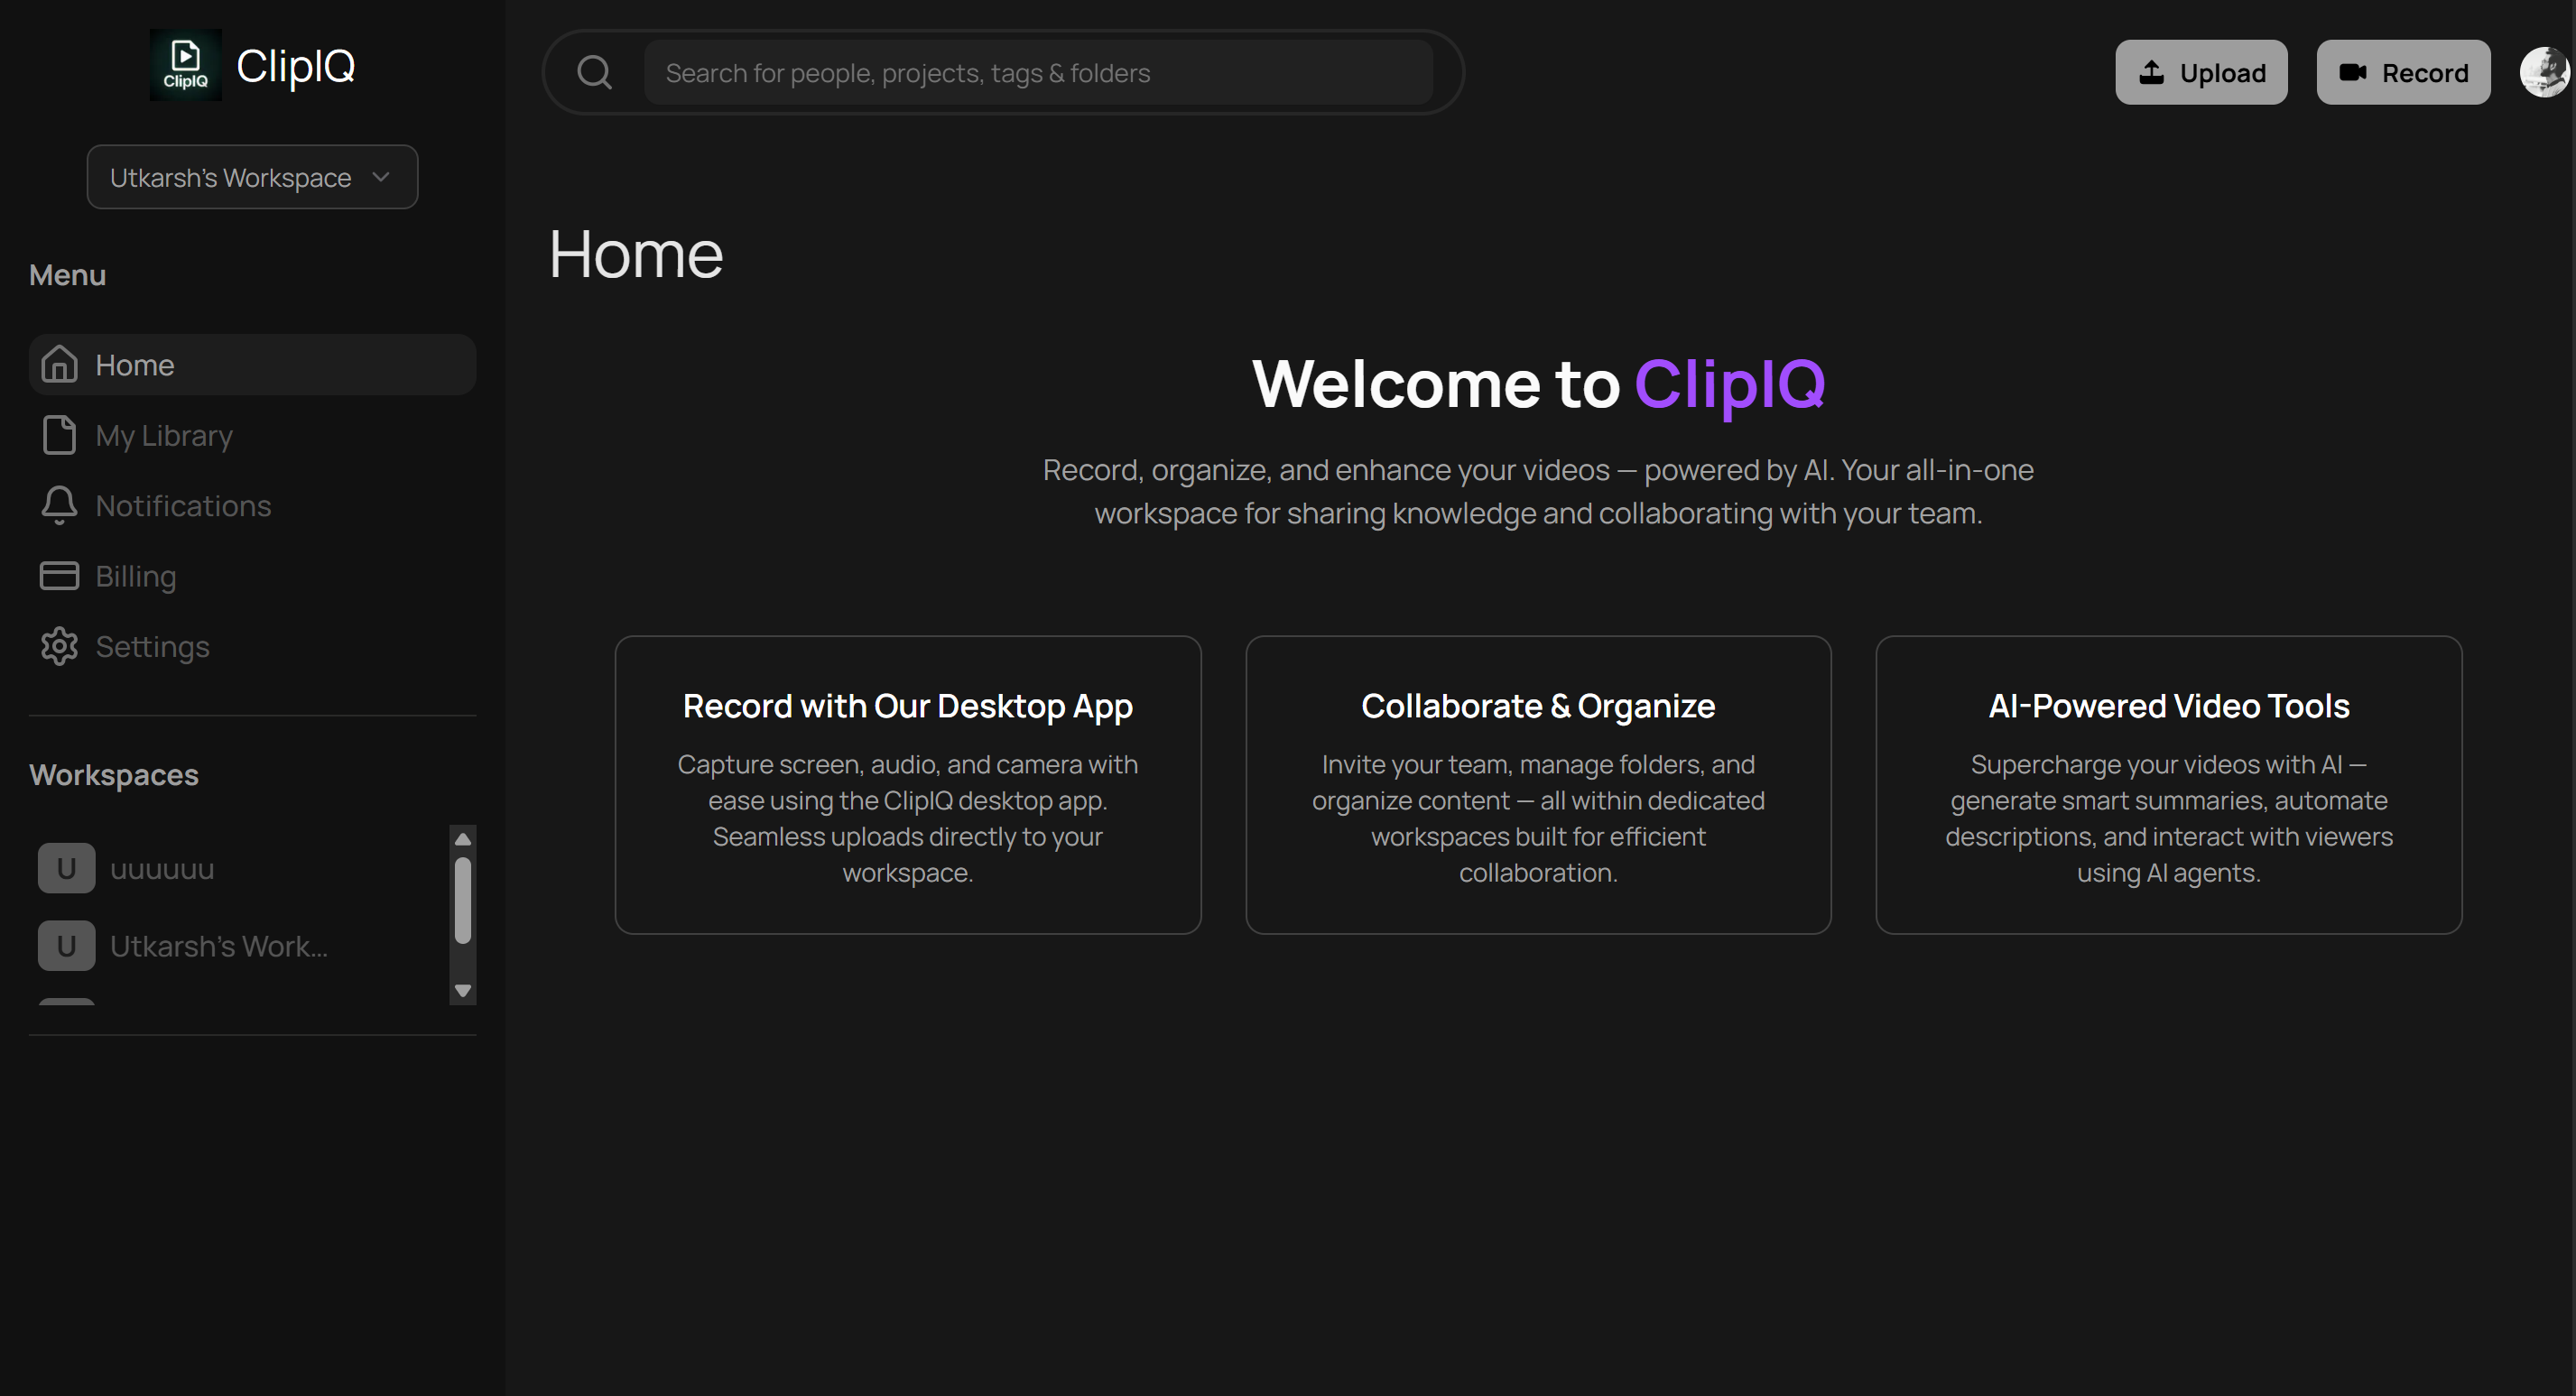 ClipIQ
ClipIQ
Utkarsh's Workspace
Menu
Home
My Library
Notifications
Billing
Settings
Workspaces
U uuuuuu
U Utkarsh's Work...
Search for people, projects, tags & folders
Upload
Record
Home
Welcome to ClipIQ
Record, organize, and enhance your videos — powered by AI. Your all-in-one
workspace for sharing knowledge and collaborating with your team.
Record with Our Desktop App
Capture screen, audio, and camera with
ease using the ClipIQ desktop app.
Seamless uploads directly to your
workspace.
Collaborate & Organize
Invite your team, manage folders, and
organize content — all within dedicated
workspaces built for efficient
collaboration.
AI-Powered Video Tools
Supercharge your videos with AI —
generate smart summaries, automate
descriptions, and interact with viewers
using AI agents.